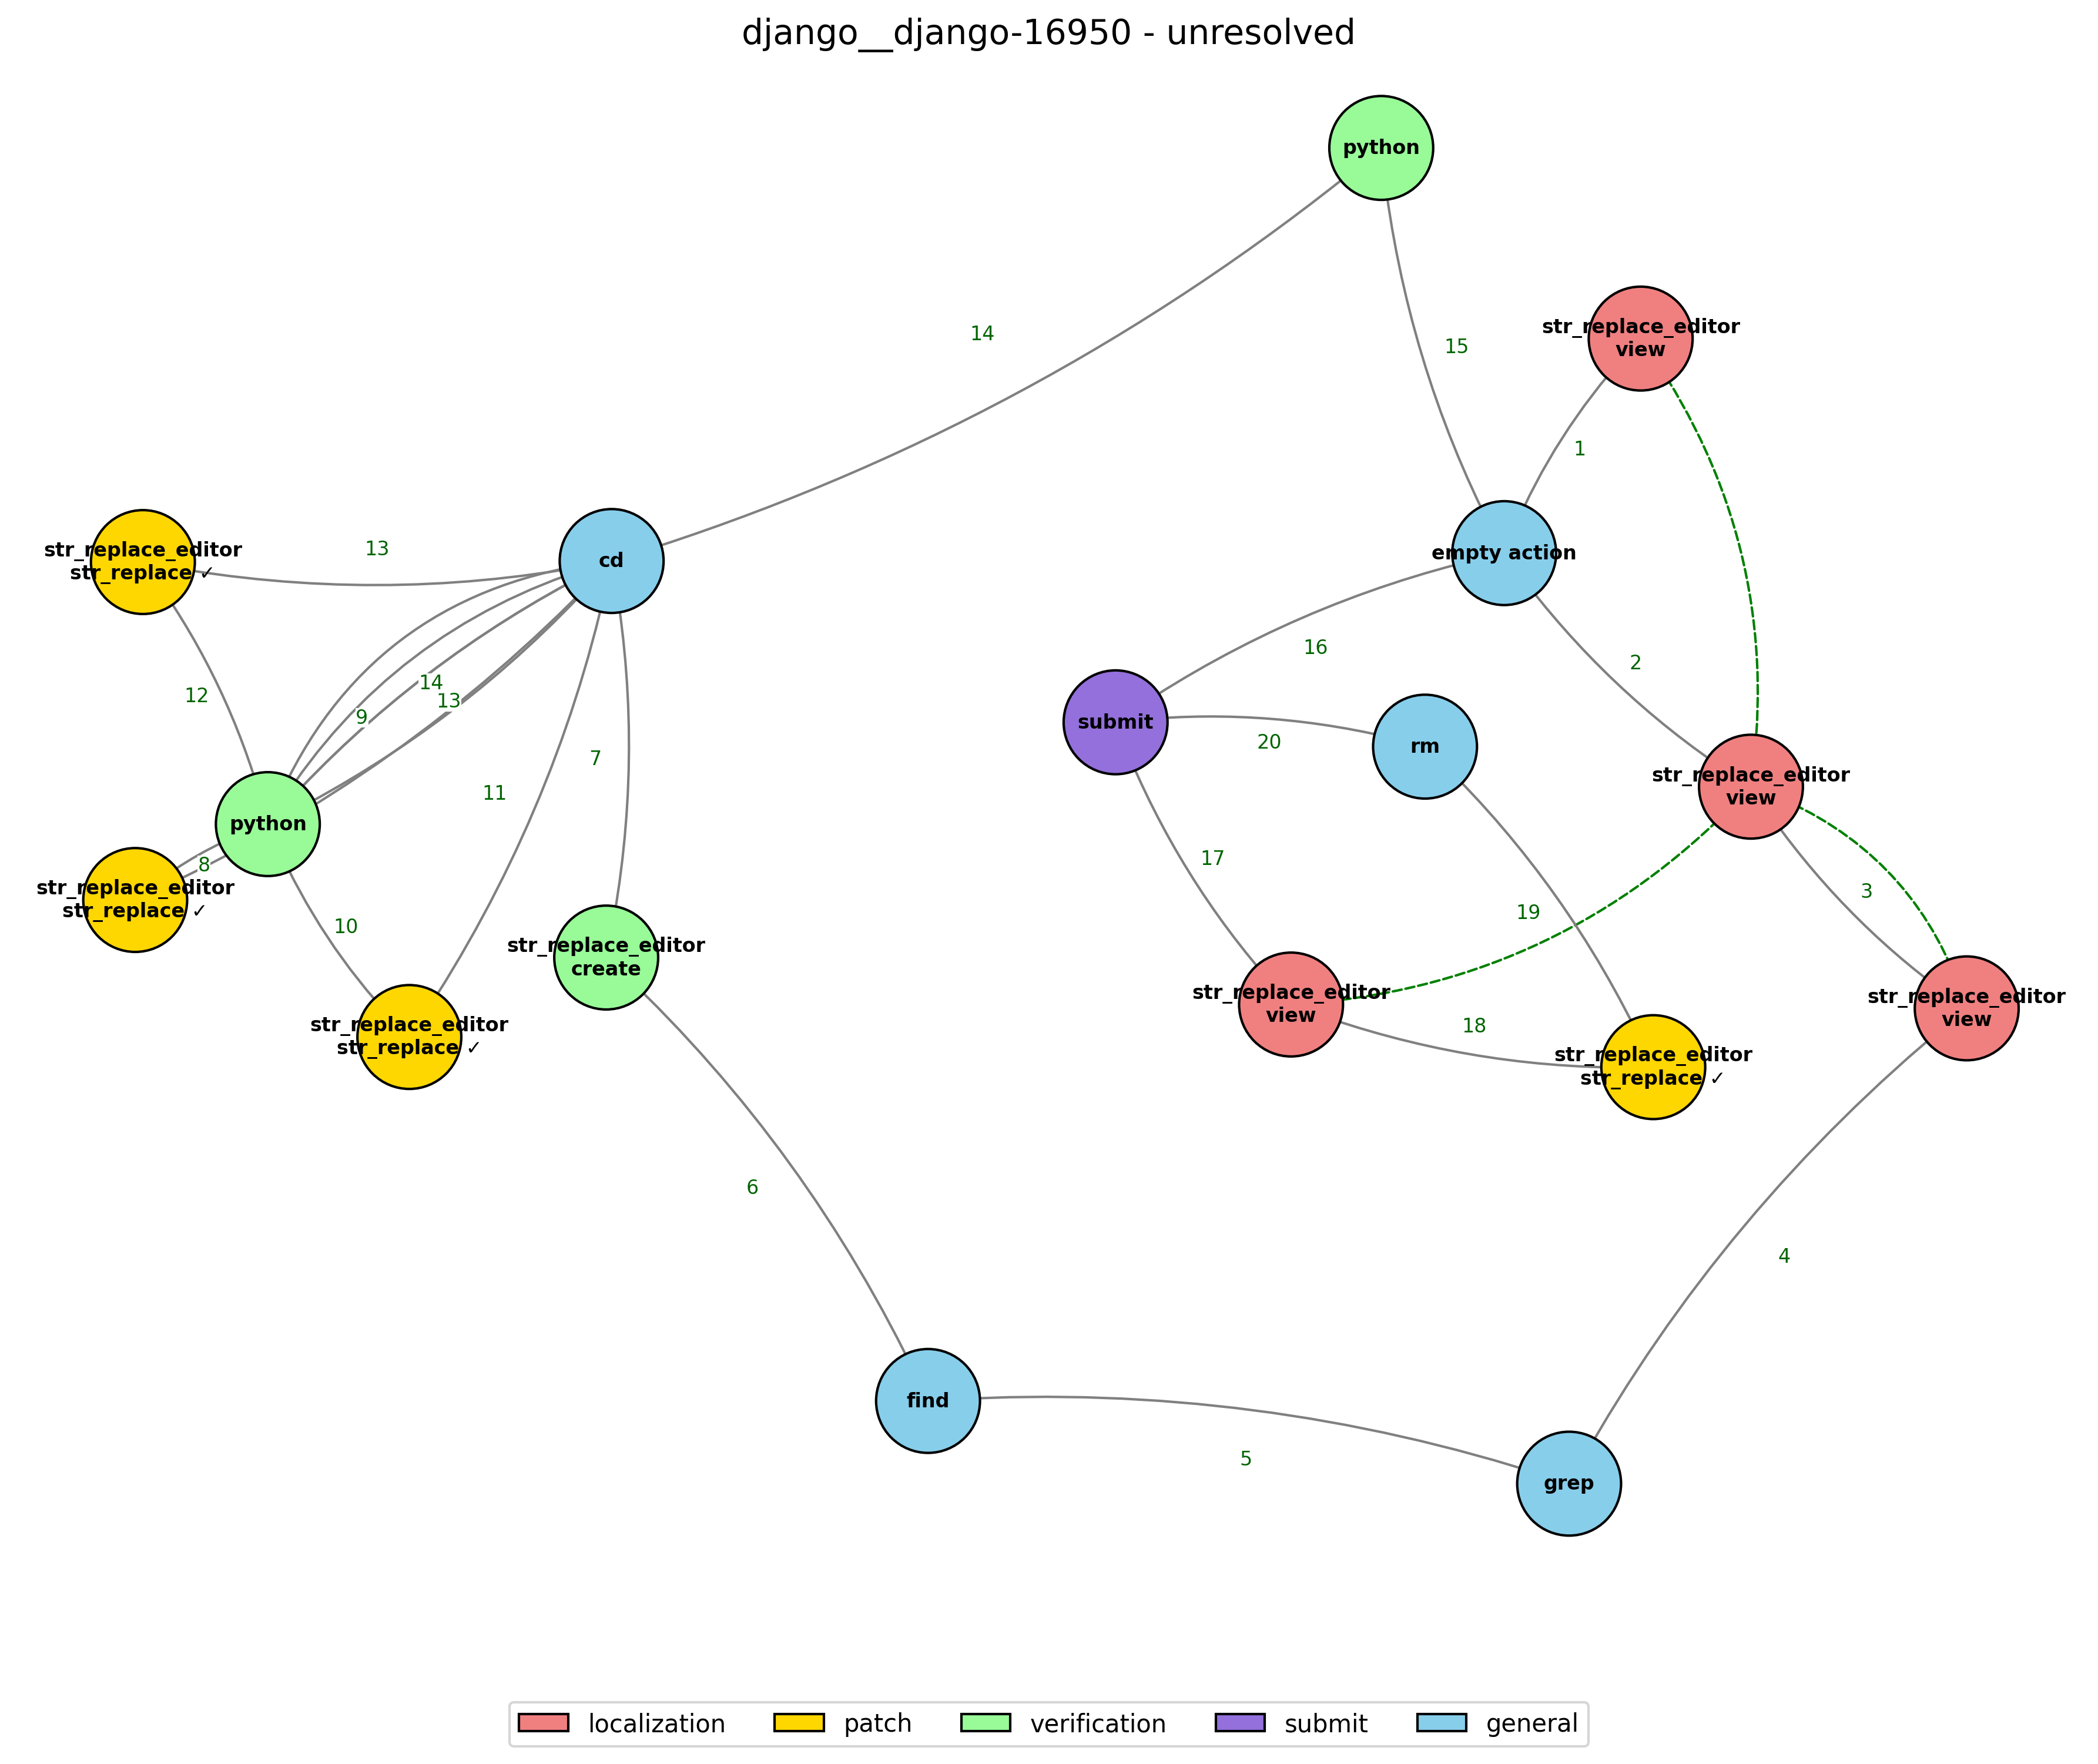 django__django-16950 - unresolved
python
14
15
str_replace_editor
view
1
13
str_replace_editor
str_replace ✓
cd
empty action
16
2
12
14
13
9
7
submit
rm
20
str_replace_editor
view
11
python
8
str_replace_editor
str_replace ✓
10
17
19
3
str_replace_editor
create
str_replace_editor
view
str_replace_editor
view
str_replace_editor
str_replace ✓
18
str_replace_editor
str_replace ✓
6
4
find
5
grep
localization
patch
verification
submit
general